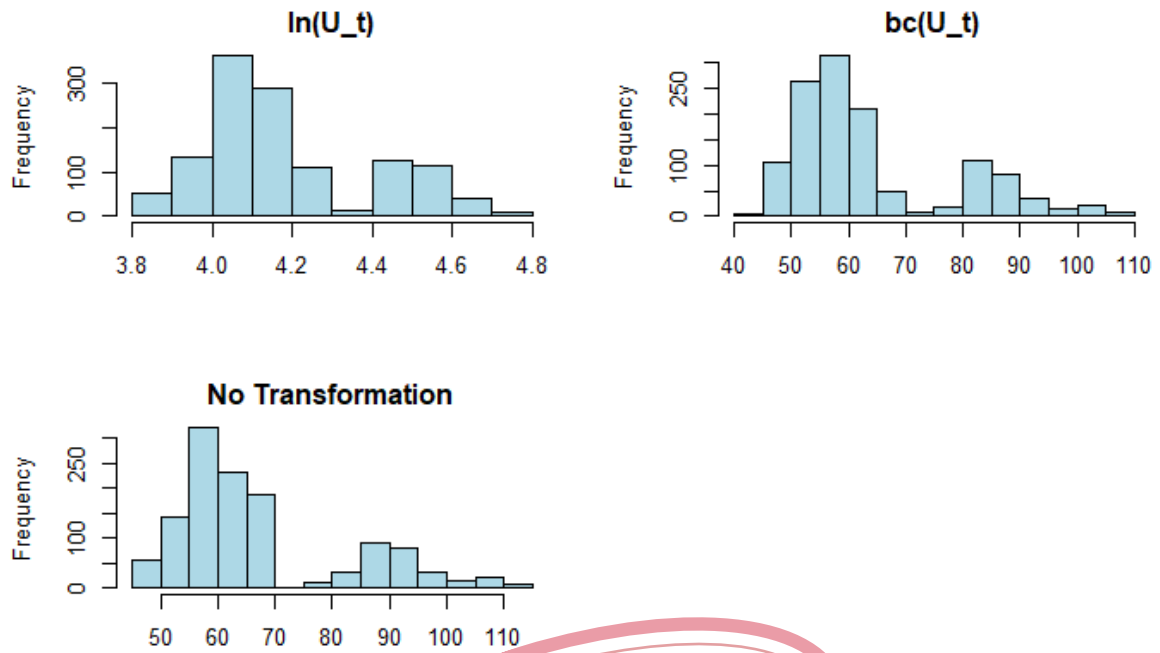 ln(U_t)
Frequency
0 100 300
3.8 4.0 4.2 4.4 4.6 4.8
bc(U_t)
Frequency
0 100 250
40 50 60 70 80 90 100 110
No Transformation
Frequency
0 100 250
50 60 70 80 90 100 110